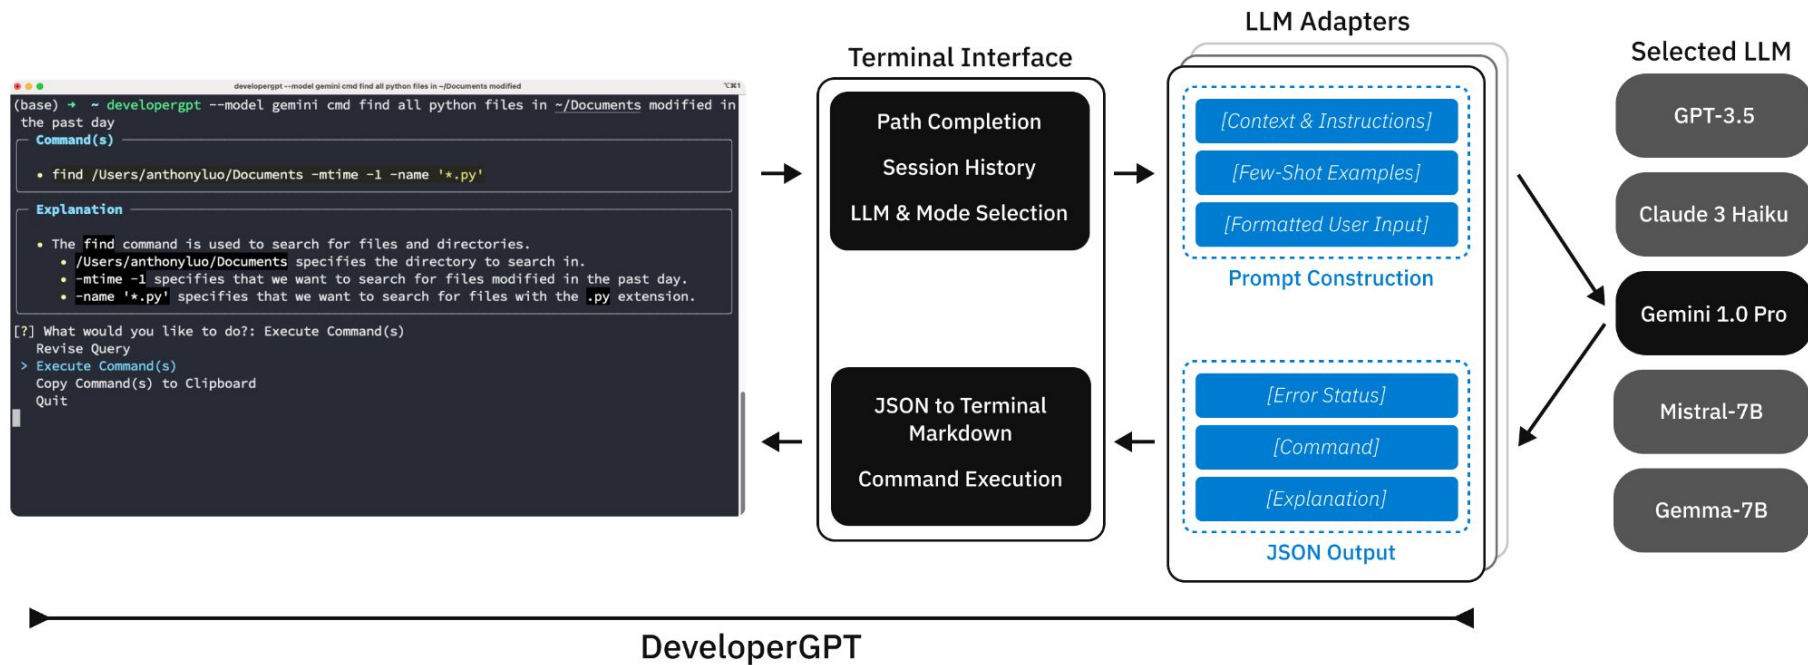 developergpt --model gemini cmd find all python files in ~/Documents modified
⌥⌘1
(base) ➜ ~ developergpt --model gemini cmd find all python files in ~/Documents modified in
the past day
Command(s)
• find /Users/anthonyluo/Documents -mtime -1 -name '*.py'
Explanation
• The find command is used to search for files and directories.
• /Users/anthonyluo/Documents specifies the directory to search in.
• -mtime -1 specifies that we want to search for files modified in the past day.
• -name '*.py' specifies that we want to search for files with the .py extension.
[?] What would you like to do?: Execute Command(s)
Revise Query
> Execute Command(s)
Copy Command(s) to Clipboard
Quit
Terminal Interface
Path Completion
Session History
LLM & Mode Selection
JSON to Terminal
Markdown
Command Execution
LLM Adapters
[Context & Instructions]
[Few-Shot Examples]
[Formatted User Input]
Prompt Construction
[Error Status]
[Command]
[Explanation]
JSON Output
Selected LLM
GPT-3.5
Claude 3 Haiku
Gemini 1.0 Pro
Mistral-7B
Gemma-7B
DeveloperGPT